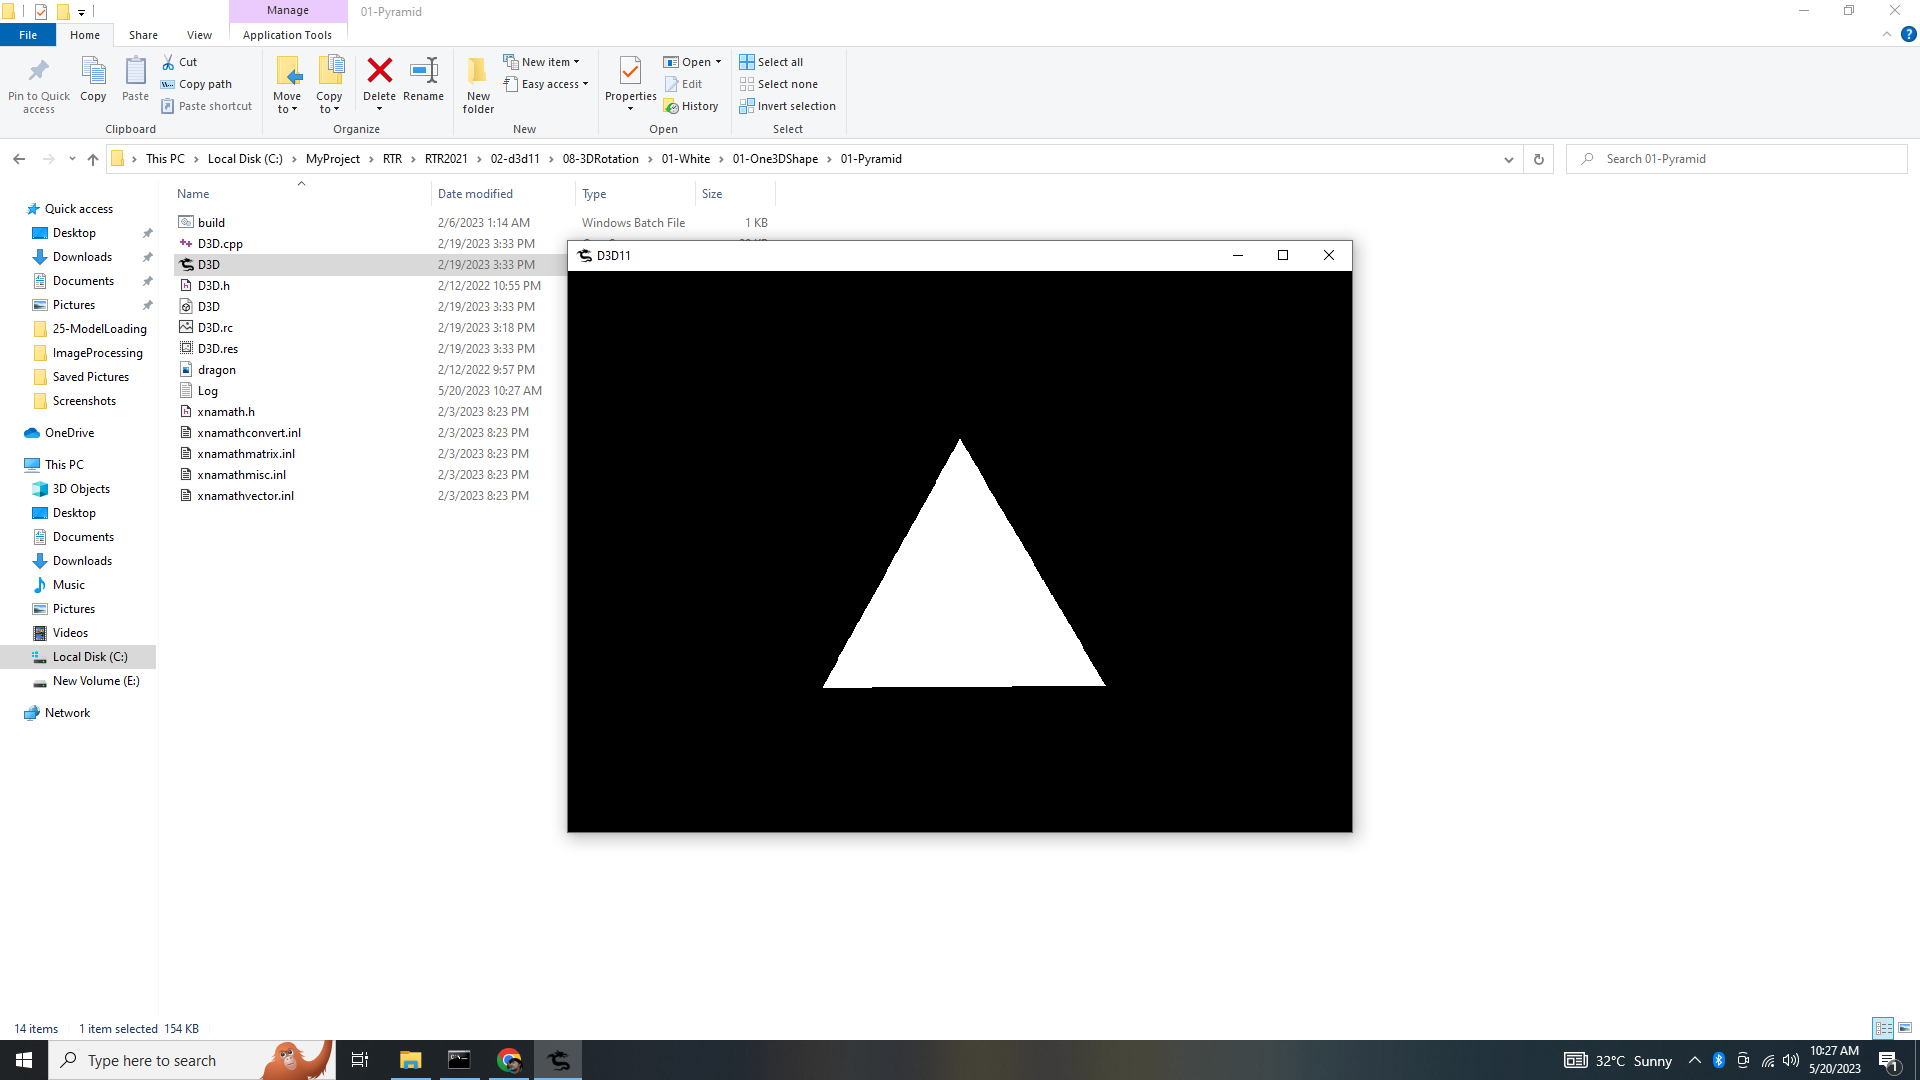 Manage
01-Pyramid
File
Home
Share
View
Application Tools
Pin to Quick access
Copy
Paste
Cut
Copy path
Paste shortcut
Clipboard
Move to
Copy to
Delete
Rename
Organize
New folder
New item
Easy access
New
Properties
Open
Edit
History
Open
Select all
Select none
Invert selection
Select
This PC > Local Disk (C:) > MyProject > RTR > RTR2021 > 02-d3d11 > 08-3DRotation > 01-White > 01-One3DShape > 01-Pyramid
Search 01-Pyramid
Quick access
Desktop
Downloads
Documents
Pictures
25-ModelLoading
ImageProcessing
Saved Pictures
Screenshots
OneDrive
This PC
3D Objects
Desktop
Documents
Downloads
Music
Pictures
Videos
Local Disk (C:)
New Volume (E:)
Network
Name Date modified Type Size
build 2/6/2023 1:14 AM Windows Batch File 1 KB
D3D.cpp 2/19/2023 3:33 PM
D3D 2/19/2023 3:33 PM
D3D.h 2/12/2022 10:55 PM
D3D 2/19/2023 3:33 PM
D3D.rc 2/19/2023 3:18 PM
D3D.res 2/19/2023 3:33 PM
dragon 2/12/2022 9:57 PM
Log 5/20/2023 10:27 AM
xnamath.h 2/3/2023 8:23 PM
xnamathconvert.inl 2/3/2023 8:23 PM
xnamathmatrix.inl 2/3/2023 8:23 PM
xnamathmisc.inl 2/3/2023 8:23 PM
xnamathvector.inl 2/3/2023 8:23 PM
D3D11
14 items 1 item selected 154 KB
Type here to search
32°C Sunny
10:27 AM
5/20/2023
1